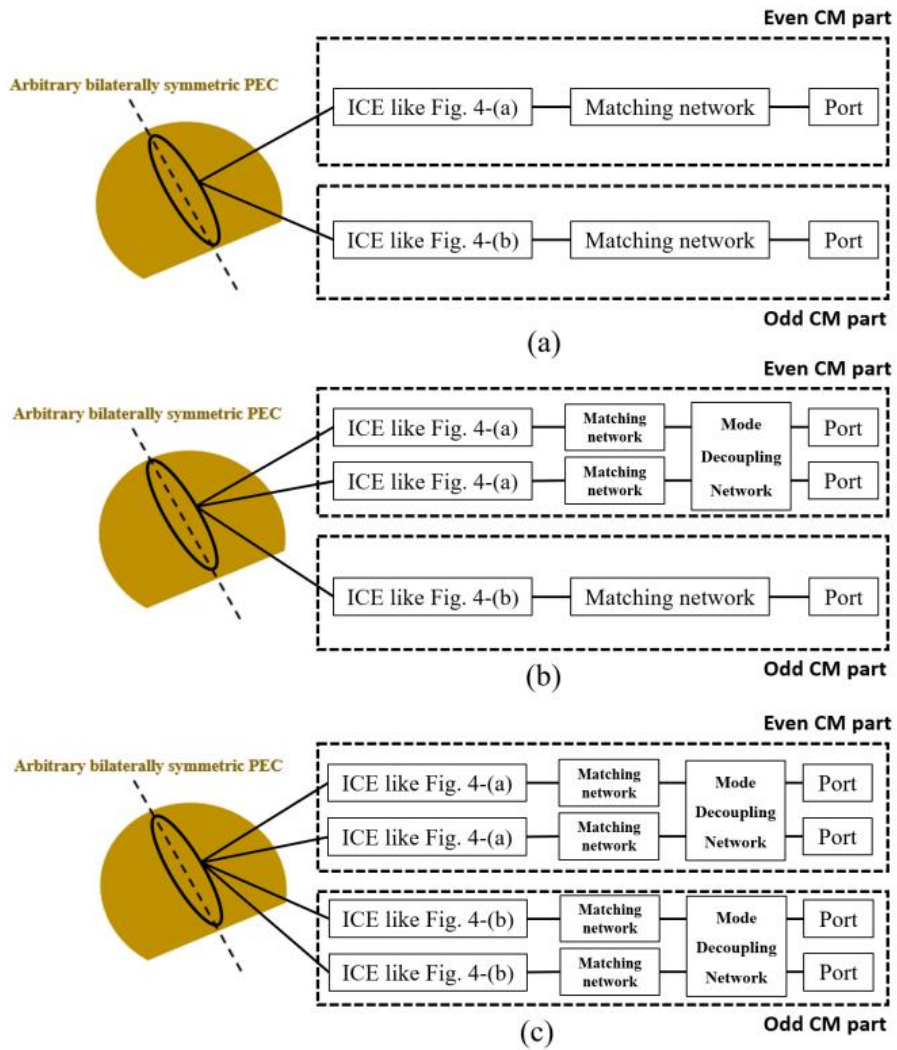 Even CM part
Arbitrary bilaterally symmetric PEC
ICE like Fig. 4-(a) Matching network Port
ICE like Fig. 4-(b) Matching network Port
Odd CM part
(a)
Even CM part
Arbitrary bilaterally symmetric PEC
ICE like Fig. 4-(a) Matching network Mode Decoupling Network Port
ICE like Fig. 4-(a) Matching network Port
ICE like Fig. 4-(b) Matching network Port
Odd CM part
(b)
Even CM part
Arbitrary bilaterally symmetric PEC
ICE like Fig. 4-(a) Matching network Mode Decoupling Network Port
ICE like Fig. 4-(a) Matching network Port
ICE like Fig. 4-(b) Matching network Mode Decoupling Network Port
ICE like Fig. 4-(b) Matching network Port
Odd CM part
(c)